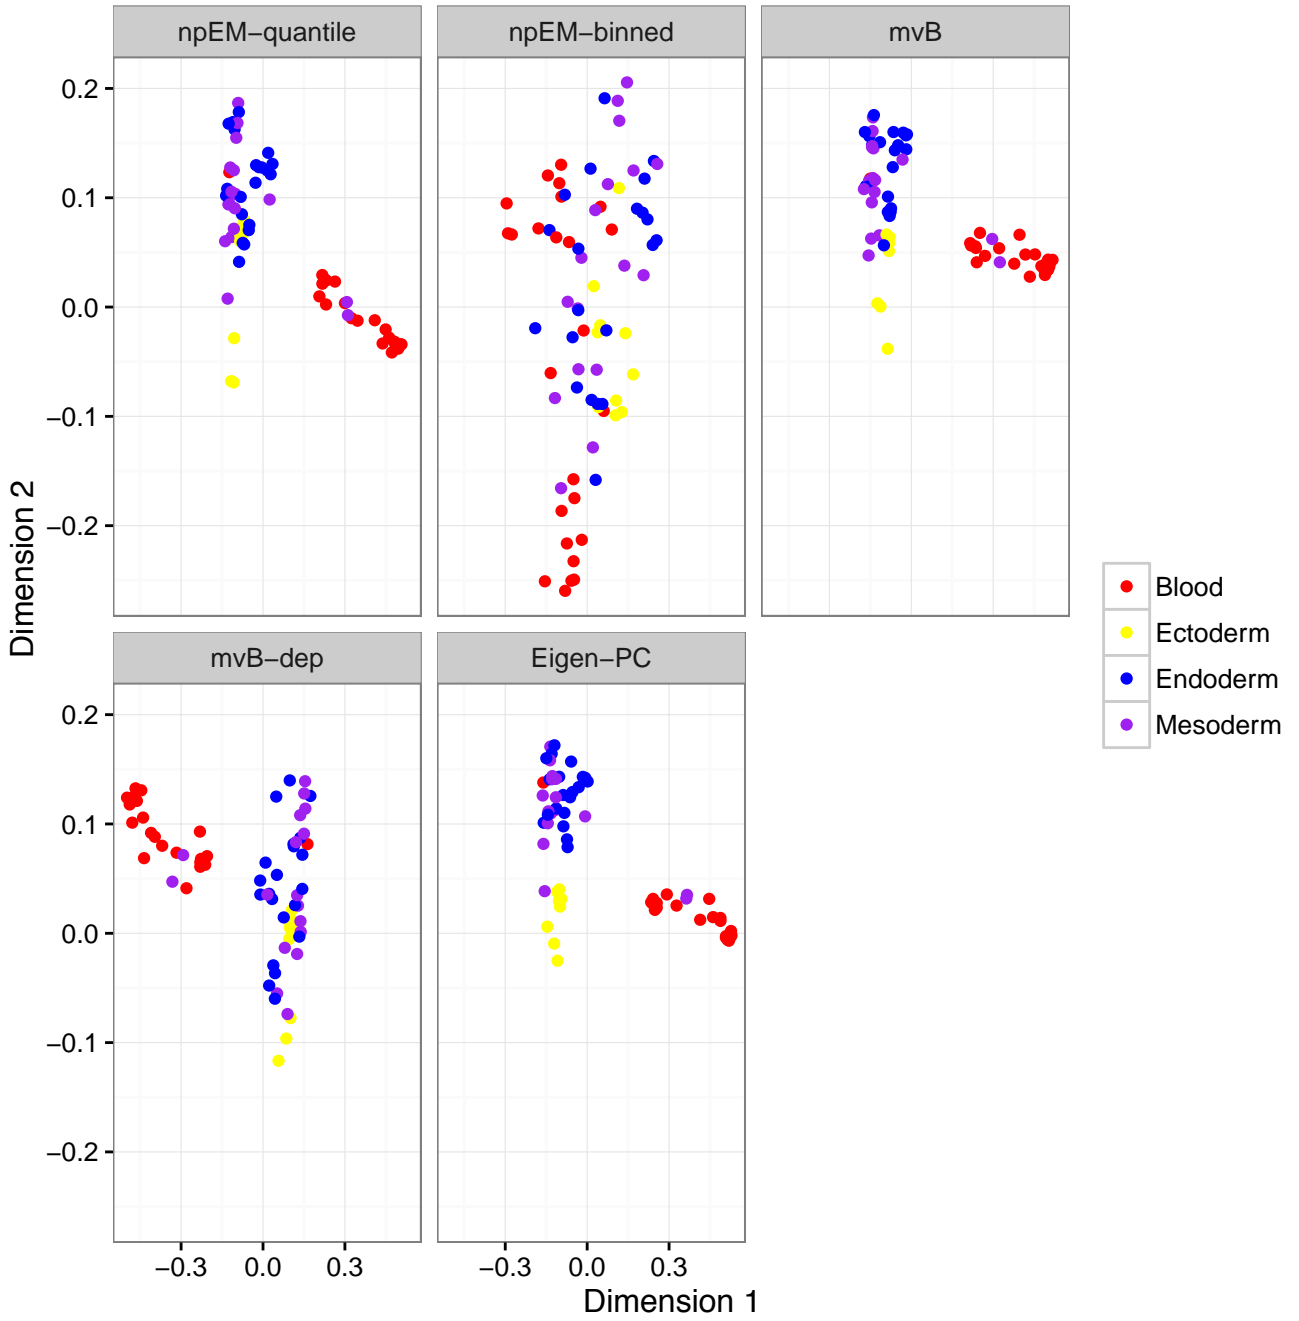 npEM−quantile
npEM−binned
mvB
0.2
0.1
0.0
−0.1
−0.2
Dimension 2
mvB−dep
Eigen−PC
0.2
0.1
0.0
−0.1
−0.2
−0.3
0.0
0.3
−0.3
0.0
0.3
Dimension 1
Blood
Ectoderm
Endoderm
Mesoderm